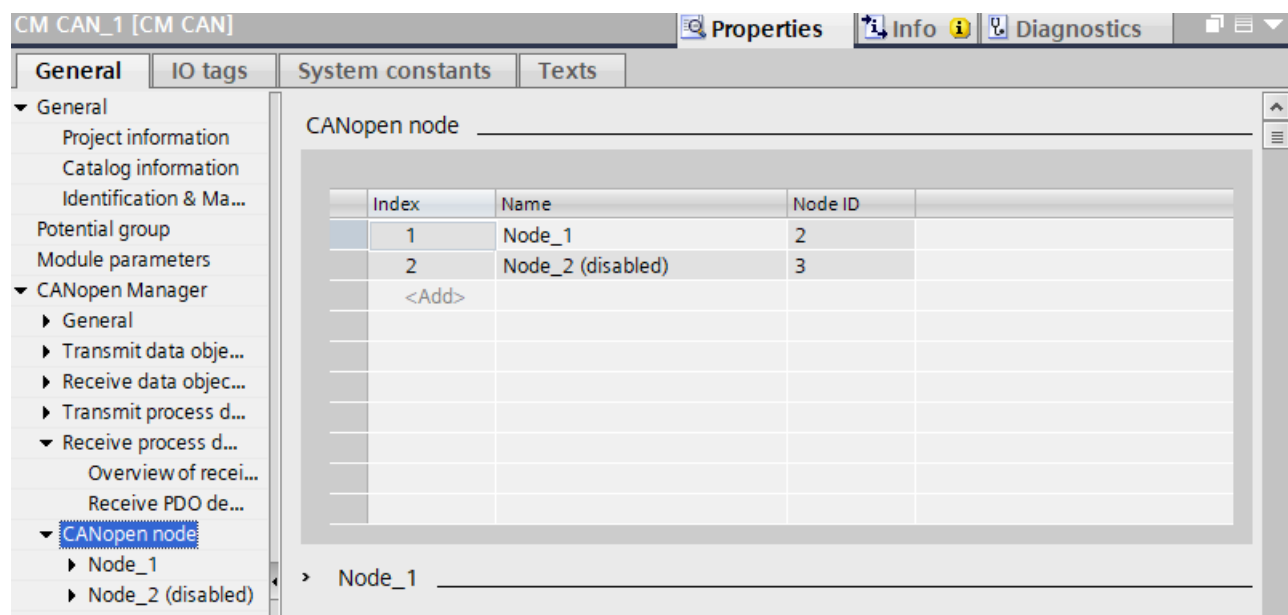 CM CAN_1 [CM CAN]
Properties
Info
Diagnostics
General
IO tags
System constants
Texts
General
Project information
Catalog information
Identification & Ma...
Potential group
Module parameters
CANopen Manager
General
Transmit data obje...
Receive data objec...
Transmit process d...
Receive process d...
Overview of recei...
Receive PDO de...
CANopen node
Node_1
Node_2 (disabled)
CANopen node
Index Name Node ID
1 Node_1 2
2 Node_2 (disabled) 3
<Add>
Node_1